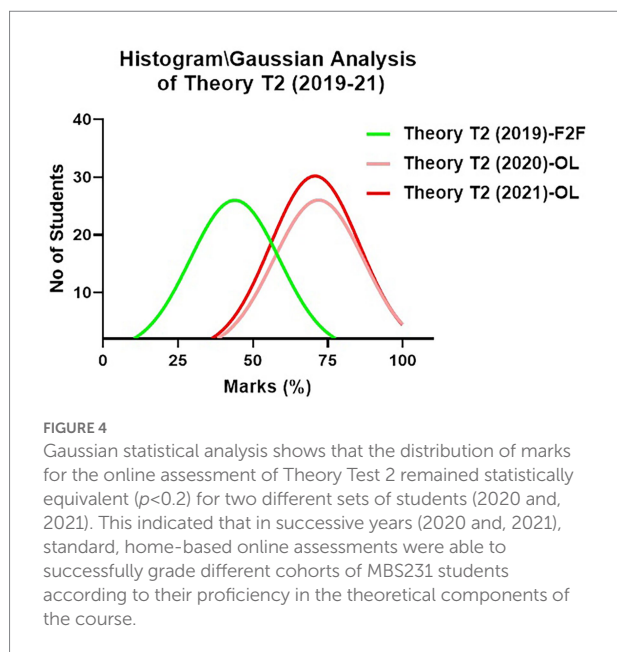 Histogram\Gaussian Analysis
of Theory T2 (2019-21)
40
30
20
10
No of Students
0
25
50
75
100
Marks (%)
Theory T2 (2019)-F2F
Theory T2 (2020)-OL
Theory T2 (2021)-OL
FIGURE 4
Gaussian statistical analysis shows that the distribution of marks
for the online assessment of Theory Test 2 remained statistically
equivalent (p<0.2) for two different sets of students (2020 and,
2021). This indicated that in successive years (2020 and, 2021),
standard, home-based online assessments were able to
successfully grade different cohorts of MBS231 students
according to their proficiency in the theoretical components of
the course.